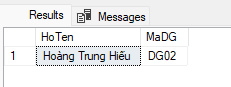 Results Messages
HoTen MaDG
1 Hoàng Trung Hiếu DG02